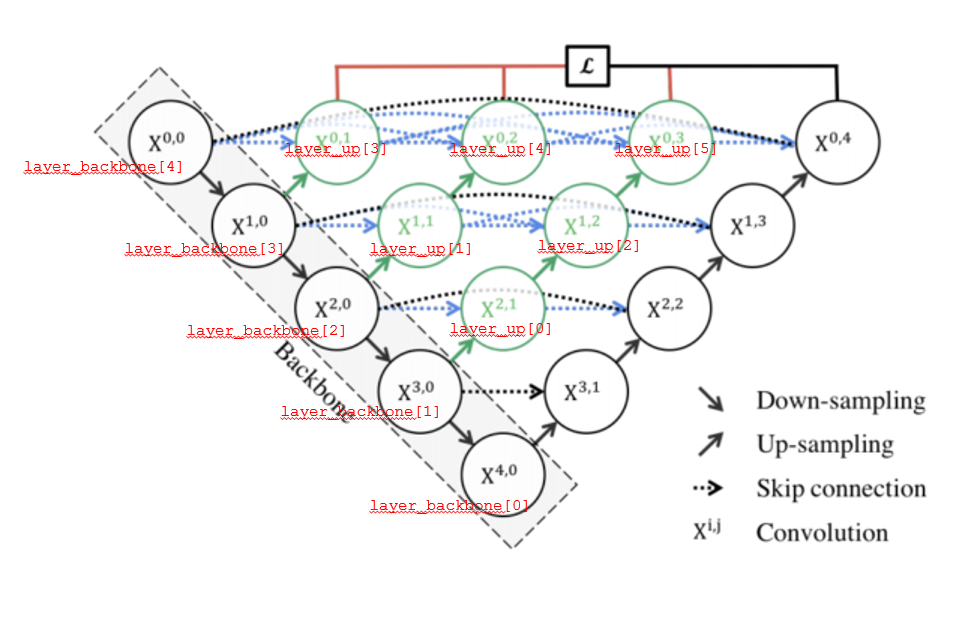 ℒ
X^0,0
X^0,1
X^0,2
X^0,3
X^0,4
layer_backbone[4]
layer_up[3]
layer_up[4]
layer_up[5]
X^1,0
X^1,1
X^1,2
X^1,3
layer_backbone[3]
layer_up[1]
layer_up[2]
X^2,0
X^2,1
X^2,2
layer_backbone[2]
layer_up[0]
Backbone
X^3,0
X^3,1
layer_backbone[1]
X^4,0
layer_backbone[0]
Down-sampling
Up-sampling
Skip connection
X^i,j Convolution